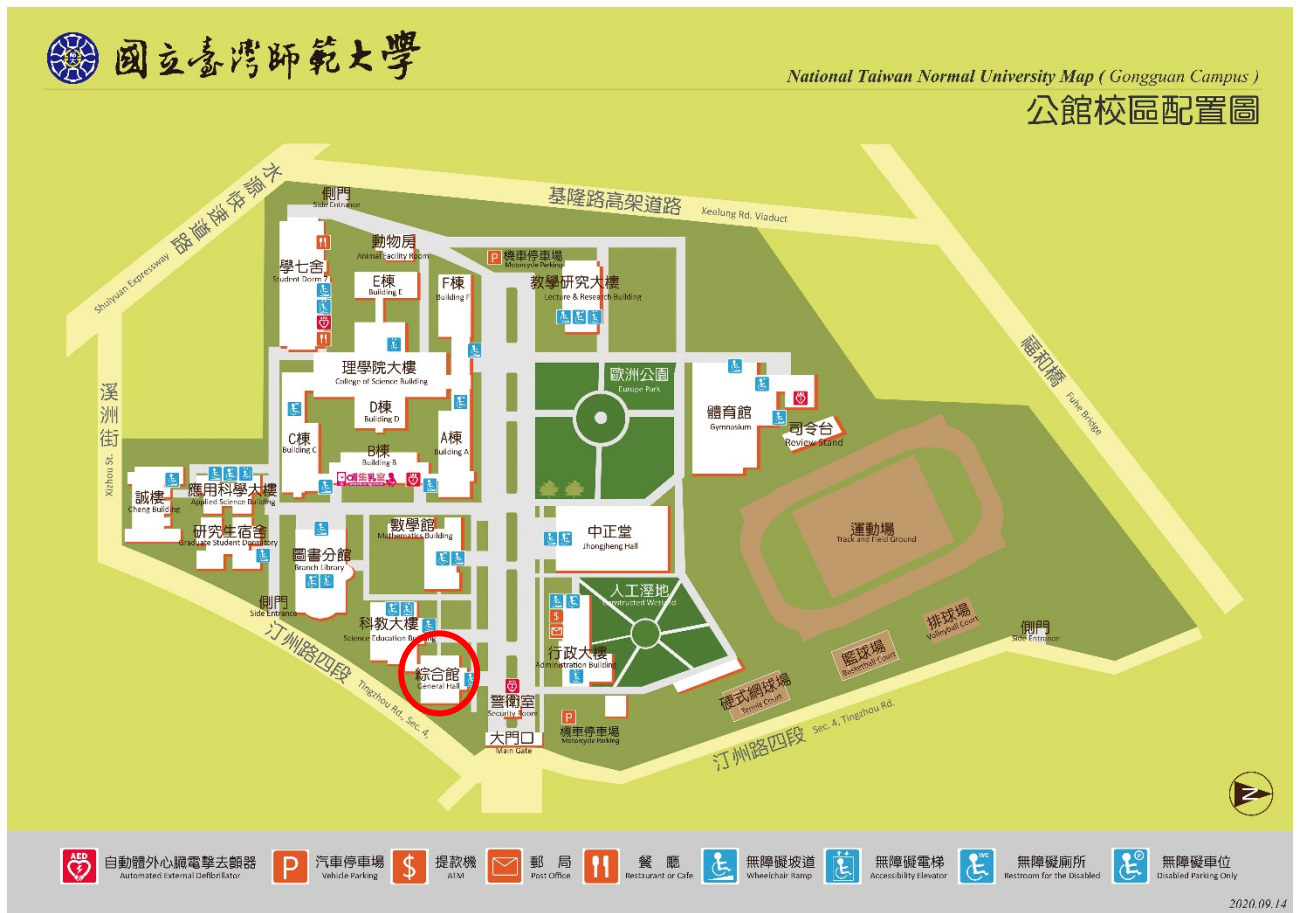 國立臺灣師範大學
National Taiwan Normal University Map ( Gongguan Campus )
公館校區配置圖
水源快速道路
Shuiyuan Expressway
側門
Side Entrance
基隆路高架道路
Keelung Rd. Viaduct
動物房
Animal Facility Room
P
機車停車場
Motorcycle Parking
學七舍
Student Dorm 7
E棟
Building E
F棟
Building F
教學研究大樓
Lecture & Research Building
福和橋
Fuhe Bridge
理學院大樓
College of Science Building
歐洲公園
Europe Park
溪洲街
Xizhou St.
D棟
Building D
體育館
Gymnasium
司令台
Review Stand
C棟
Building C
B棟
Building B
A棟
Building A
哺集乳室
誠樓
Cheng Building
應用科學大樓
Applied Science Building
研究生宿舍
Graduate Student Dormitory
數學館
Mathematics Building
中正堂
Jhongjheng Hall
運動場
Track and Field Ground
圖書分館
Branch Library
人工溼地
Constructed Wetland
側門
Side Entrance
科教大樓
Science Education Building
$
行政大樓
Administration Building
排球場
Volleyball Court
籃球場
Basketball Court
側門
Side Entrance
汀州路四段
Tingzhou Rd., Sec. 4,
綜合館
General Hall
警衛室
Security Room
硬式網球場
Tennis Court
P
機車停車場
Motorcycle Parking
大門口
Main Gate
汀州路四段
Sec. 4, Tingzhou Rd.
N
AED
自動體外心臟電擊去顫器
Automated External Defibrillator
P
汽車停車場
Vehicle Parking
$
提款機
ATM
郵局
Post Office
餐廳
Restaurant or Cafe
無障礙坡道
Wheelchair Ramp
無障礙電梯
Accessibility Elevator
WC
無障礙廁所
Restroom for the Disabled
P
無障礙車位
Disabled Parking Only
2020.09.14